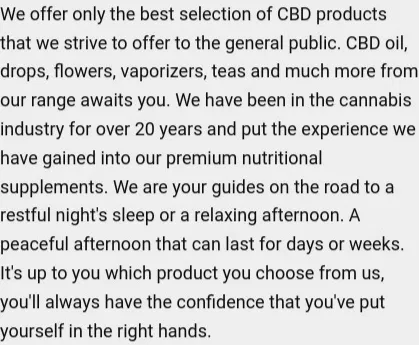 We offer only the best selection of CBD products
that we strive to offer to the general public. CBD oil,
drops, flowers, vaporizers, teas and much more from
our range awaits you. We have been in the cannabis
industry for over 20 years and put the experience we
have gained into our premium nutritional
supplements. We are your guides on the road to a
restful night's sleep or a relaxing afternoon. A
peaceful afternoon that can last for days or weeks.
It's up to you which product you choose from us,
you'll always have the confidence that you've put
yourself in the right hands.